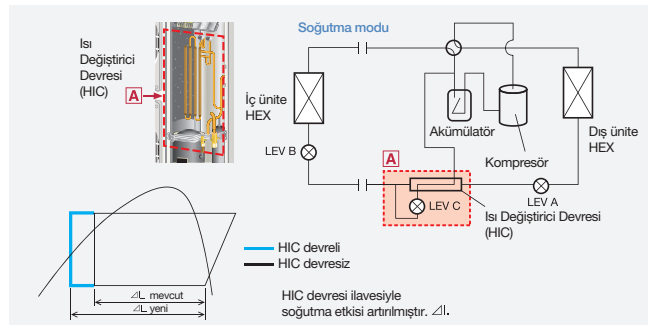 Isı
Değiştirici
Devresi
(HIC)
A
Soğutma modu
İç ünite
HEX
LEV B
Akümülatör
Kompresör
Dış ünite
HEX
A
LEV C
LEV A
Isı Değiştirici Devresi
(HIC)
HIC devreli
HIC devresiz
⊿L mevcut
⊿L yeni
HIC devresi ilavesiyle
soğutma etkisi artırılmıştır. ⊿I.